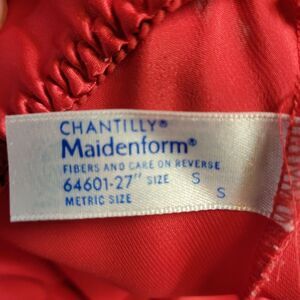 CHANTILLY®
Maidenform®
FIBERS AND CARE ON REVERSE
64601-27" SIZE S
METRIC SIZE S